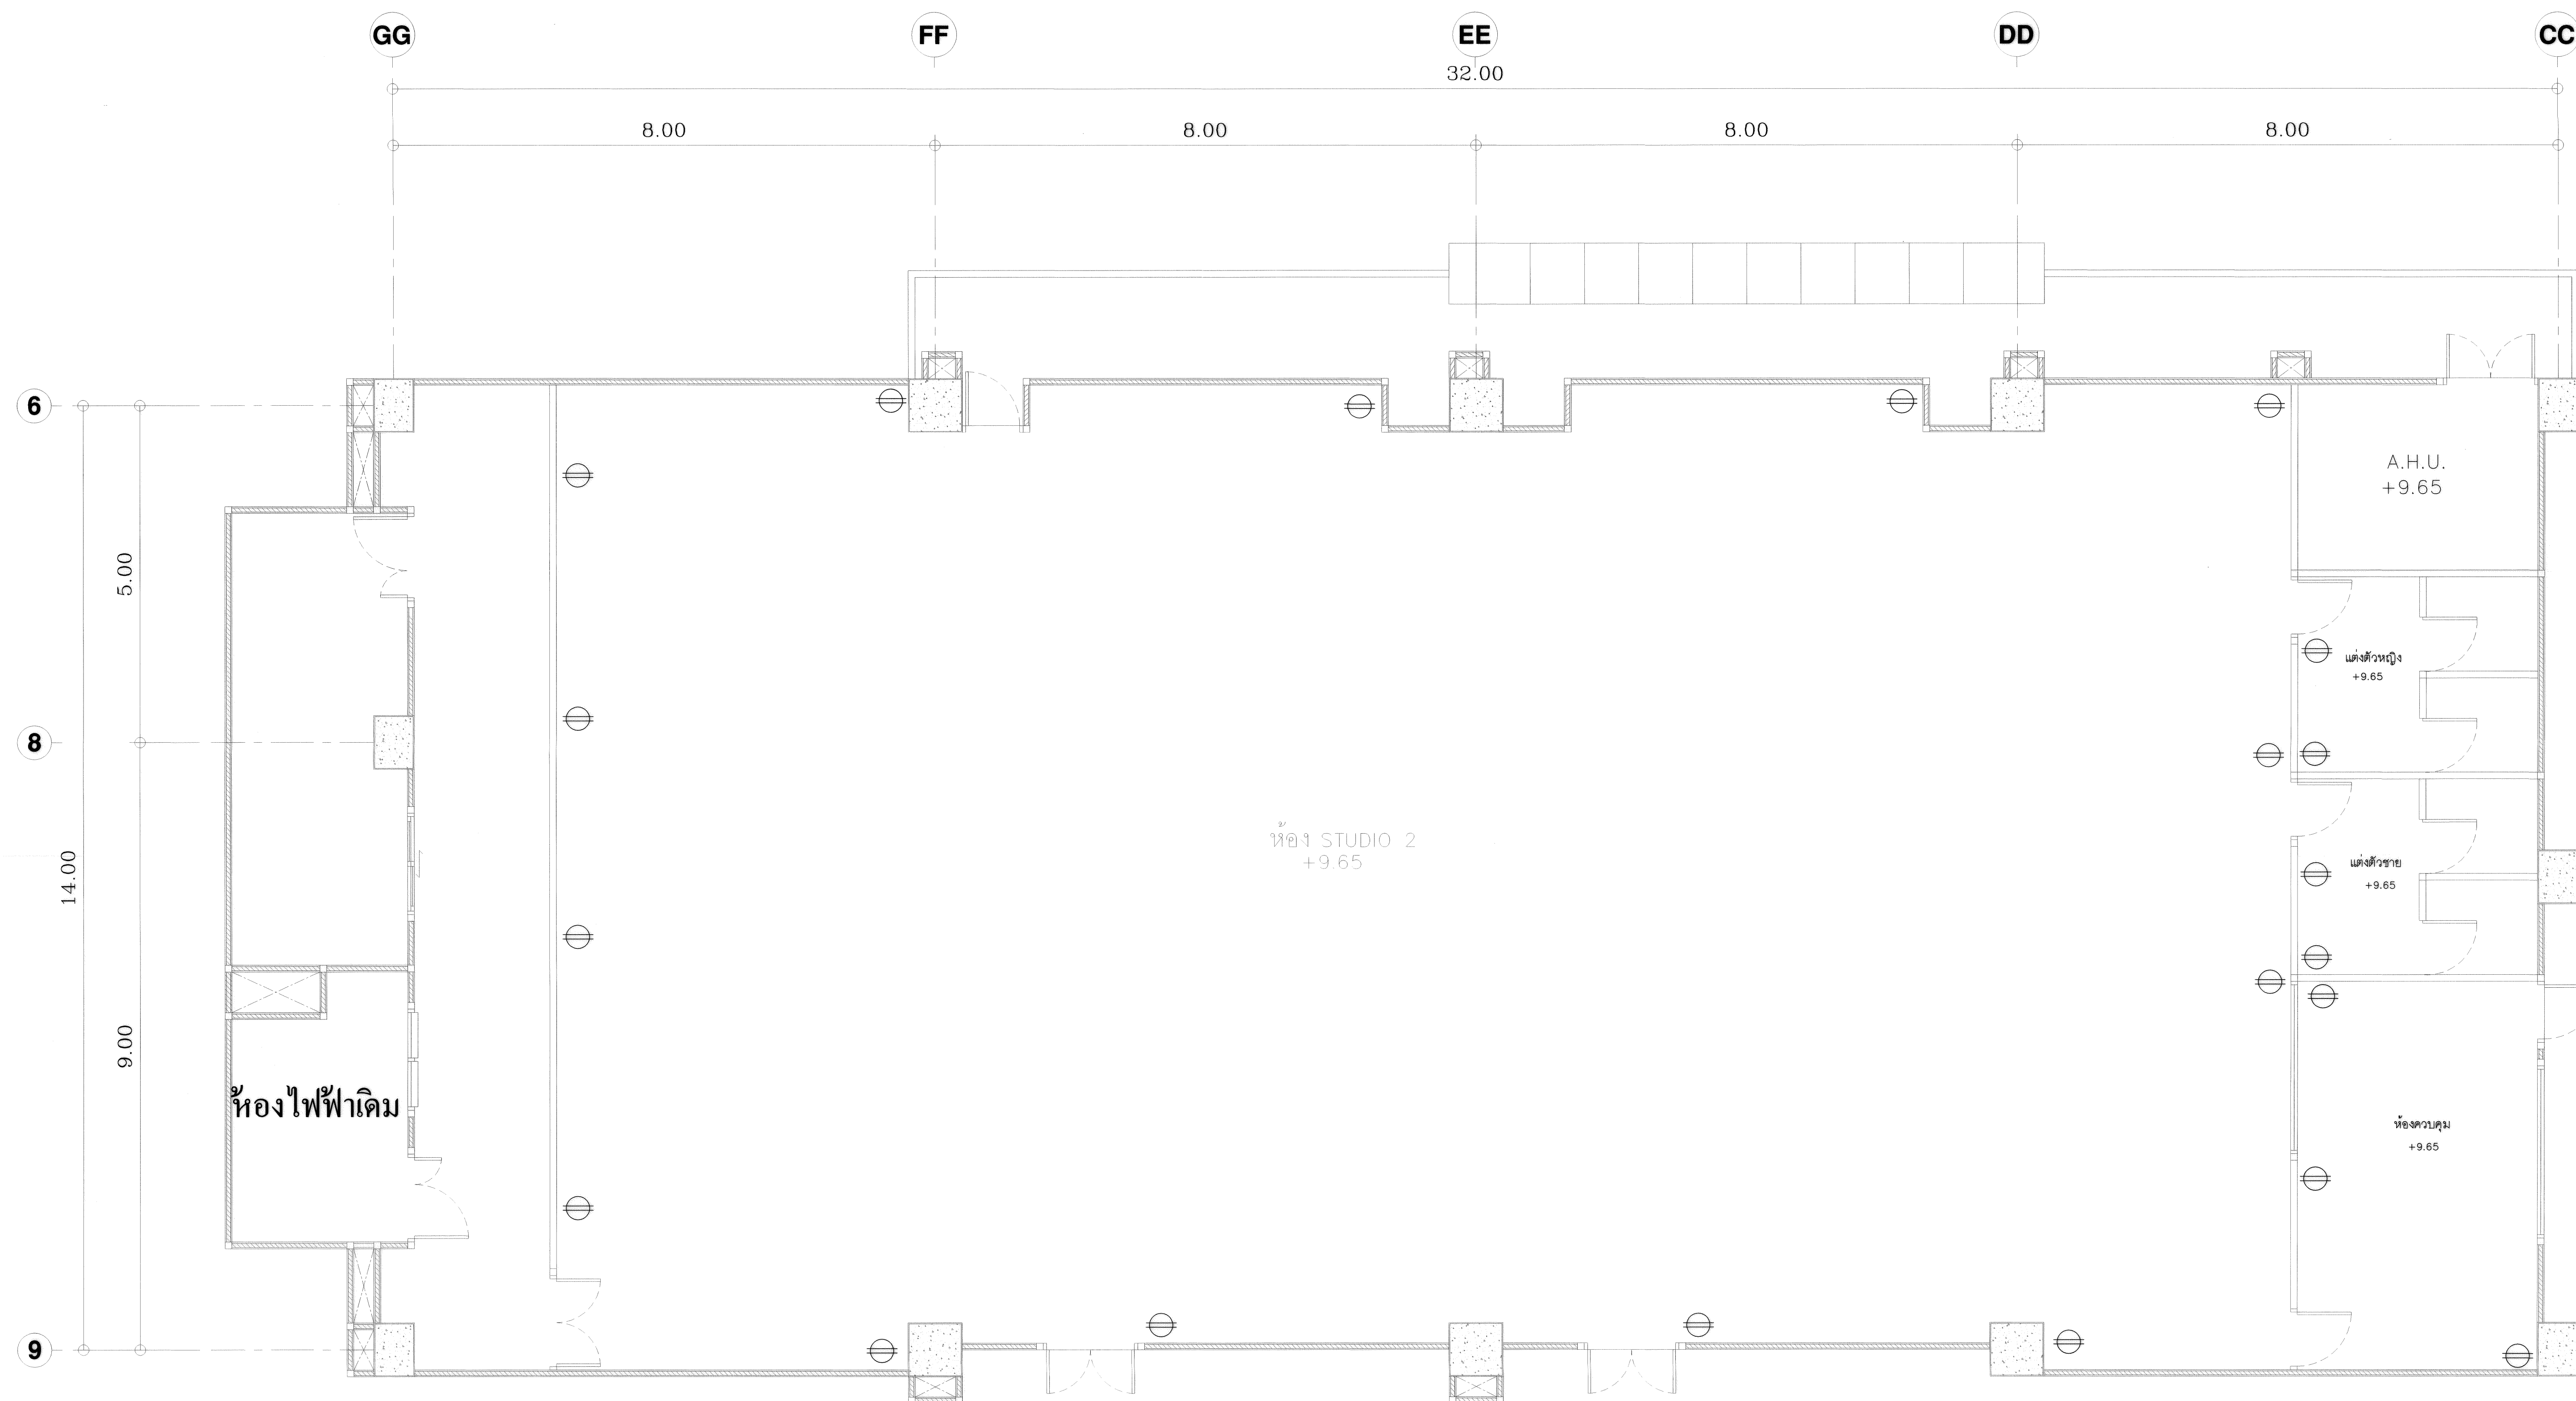 GG
FF
EE
DD
CC
32.00
8.00
8.00
8.00
8.00
6
A.H.U.
+9.65
5.00
แต่งตัวหญิง
+9.65
8
ห้อง STUDIO 2
+9.65
14.00
แต่งตัวชาย
+9.65
9.00
ห้องไฟฟ้าเดิม
ห้องควบคุม
+9.65
9